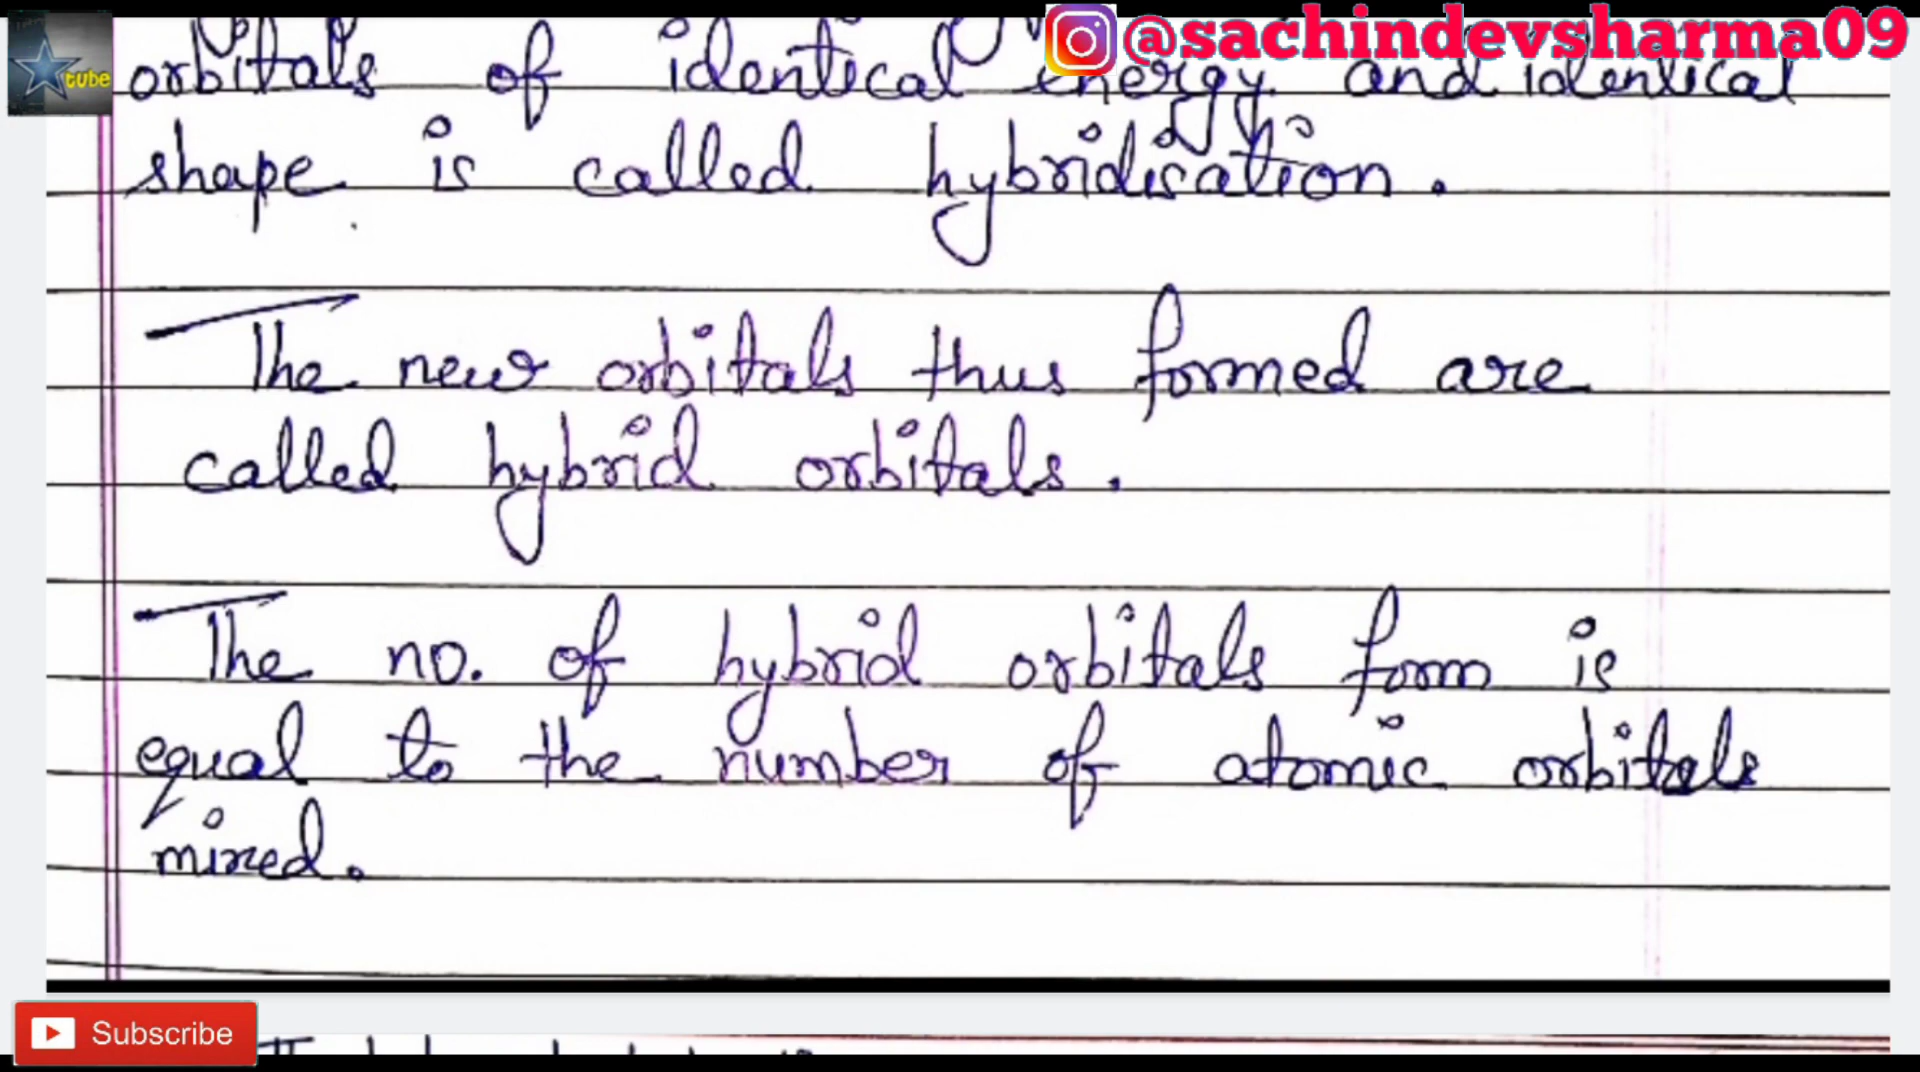 @sachindevsharma09
tube
orbitals of identical energy and identical
shape is called hybridisation.
The new orbitals thus formed are
called hybrid orbitals.
The no. of hybrid orbitals form is
equal to the number of atomic orbitals
mixed.
Subscribe